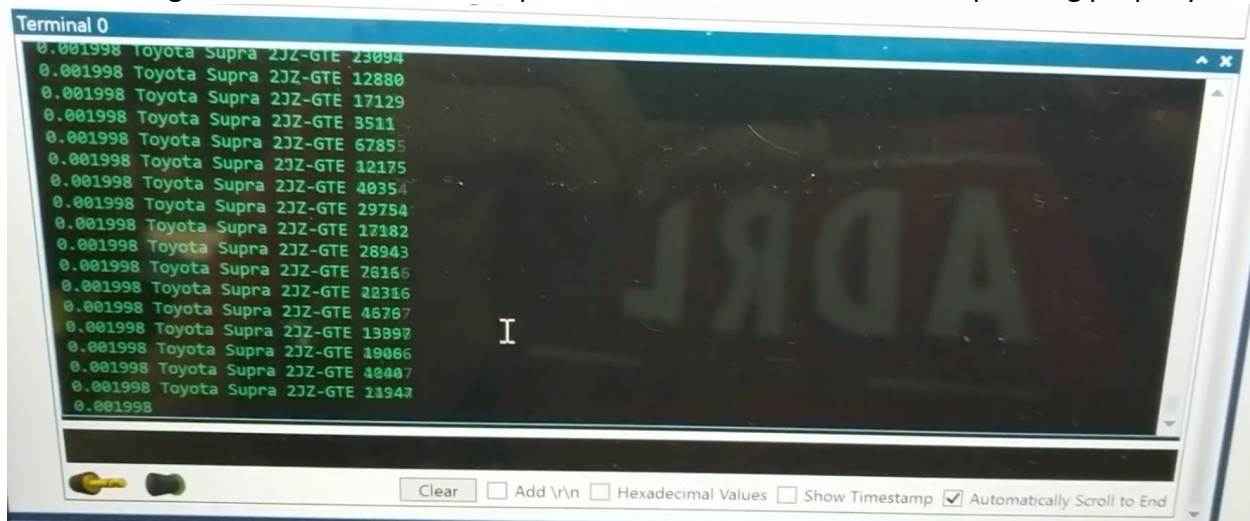 Terminal 0
0.001998 Toyota Supra 2JZ-GTE 23094
0.001998 Toyota Supra 2JZ-GTE 12880
0.001998 Toyota Supra 2JZ-GTE 17129
0.001998 Toyota Supra 2JZ-GTE 3511
0.001998 Toyota Supra 2JZ-GTE 67855
0.001998 Toyota Supra 2JZ-GTE 12175
0.001998 Toyota Supra 2JZ-GTE 40354
0.001998 Toyota Supra 2JZ-GTE 29754
0.001998 Toyota Supra 2JZ-GTE 17182
0.001998 Toyota Supra 2JZ-GTE 28943
0.001998 Toyota Supra 2JZ-GTE
0.001998 Toyota Supra 2JZ-GTE
0.001998 Toyota Supra 2JZ-GTE 46767
0.001998 Toyota Supra 2JZ-GTE
0.001998 Toyota Supra 2JZ-GTE 19066
0.001998 Toyota Supra 2JZ-GTE
0.001998 Toyota Supra 2JZ-GTE
0.001998
ADRL
Clear Add \r\n Hexadecimal Values Show Timestamp Automatically Scroll to End